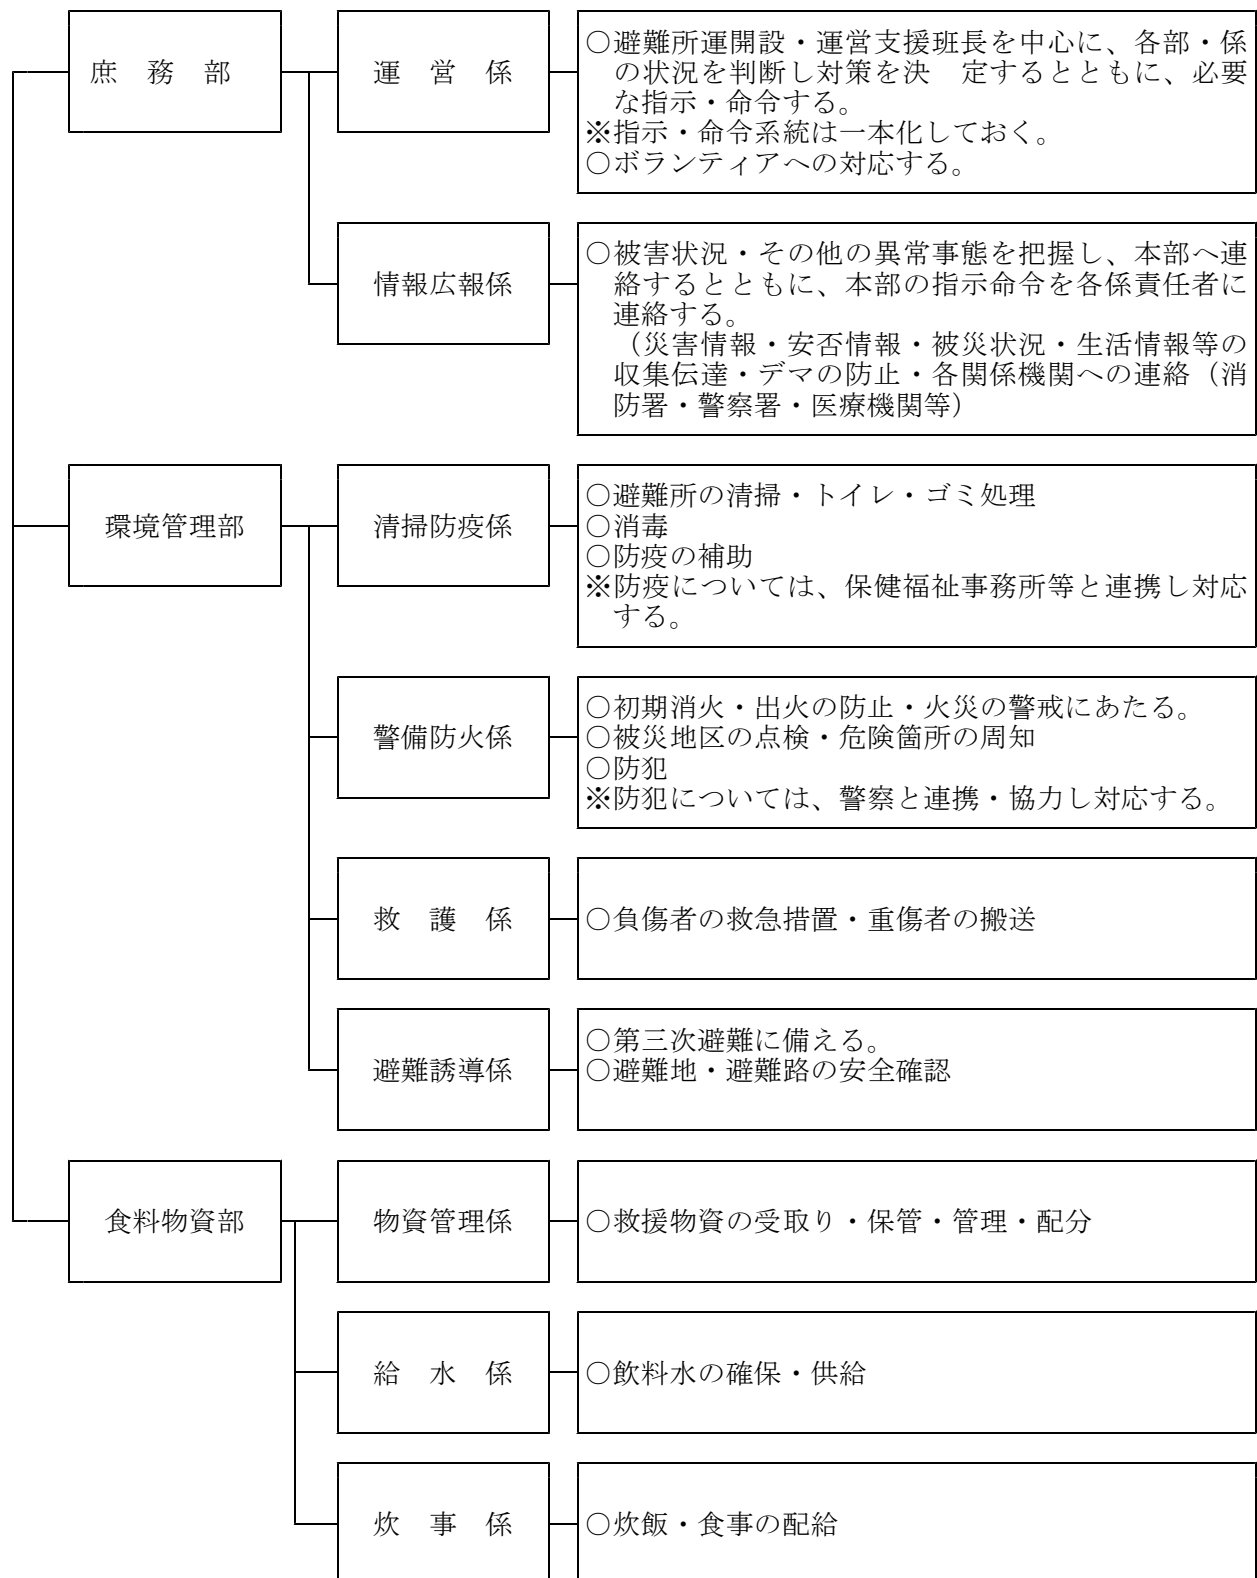 庶　務　部
運　営　係
○避難所運開設・運営支援班長を中心に、各部・係
の状況を判断し対策を決　定するとともに、必要
な指示・命令する。
※指示・命令系統は一本化しておく。
○ボランティアへの対応する。
情報広報係
○被害状況・その他の異常事態を把握し、本部へ連
絡するとともに、本部の指示命令を各係責任者に
連絡する。
（災害情報・安否情報・被災状況・生活情報等の
収集伝達・デマの防止・各関係機関への連絡（消
防署・警察署・医療機関等）
環境管理部
清掃防疫係
○避難所の清掃・トイレ・ゴミ処理
○消毒
○防疫の補助
※防疫については、保健福祉事務所等と連携し対応
する。
警備防火係
○初期消火・出火の防止・火災の警戒にあたる。
○被災地区の点検・危険箇所の周知
○防犯
※防犯については、警察と連携・協力し対応する。
救　護　係
○負傷者の救急措置・重傷者の搬送
避難誘導係
○第三次避難に備える。
○避難地・避難路の安全確認
食料物資部
物資管理係
○救援物資の受取り・保管・管理・配分
給　水　係
○飲料水の確保・供給
炊　事　係
○炊飯・食事の配給